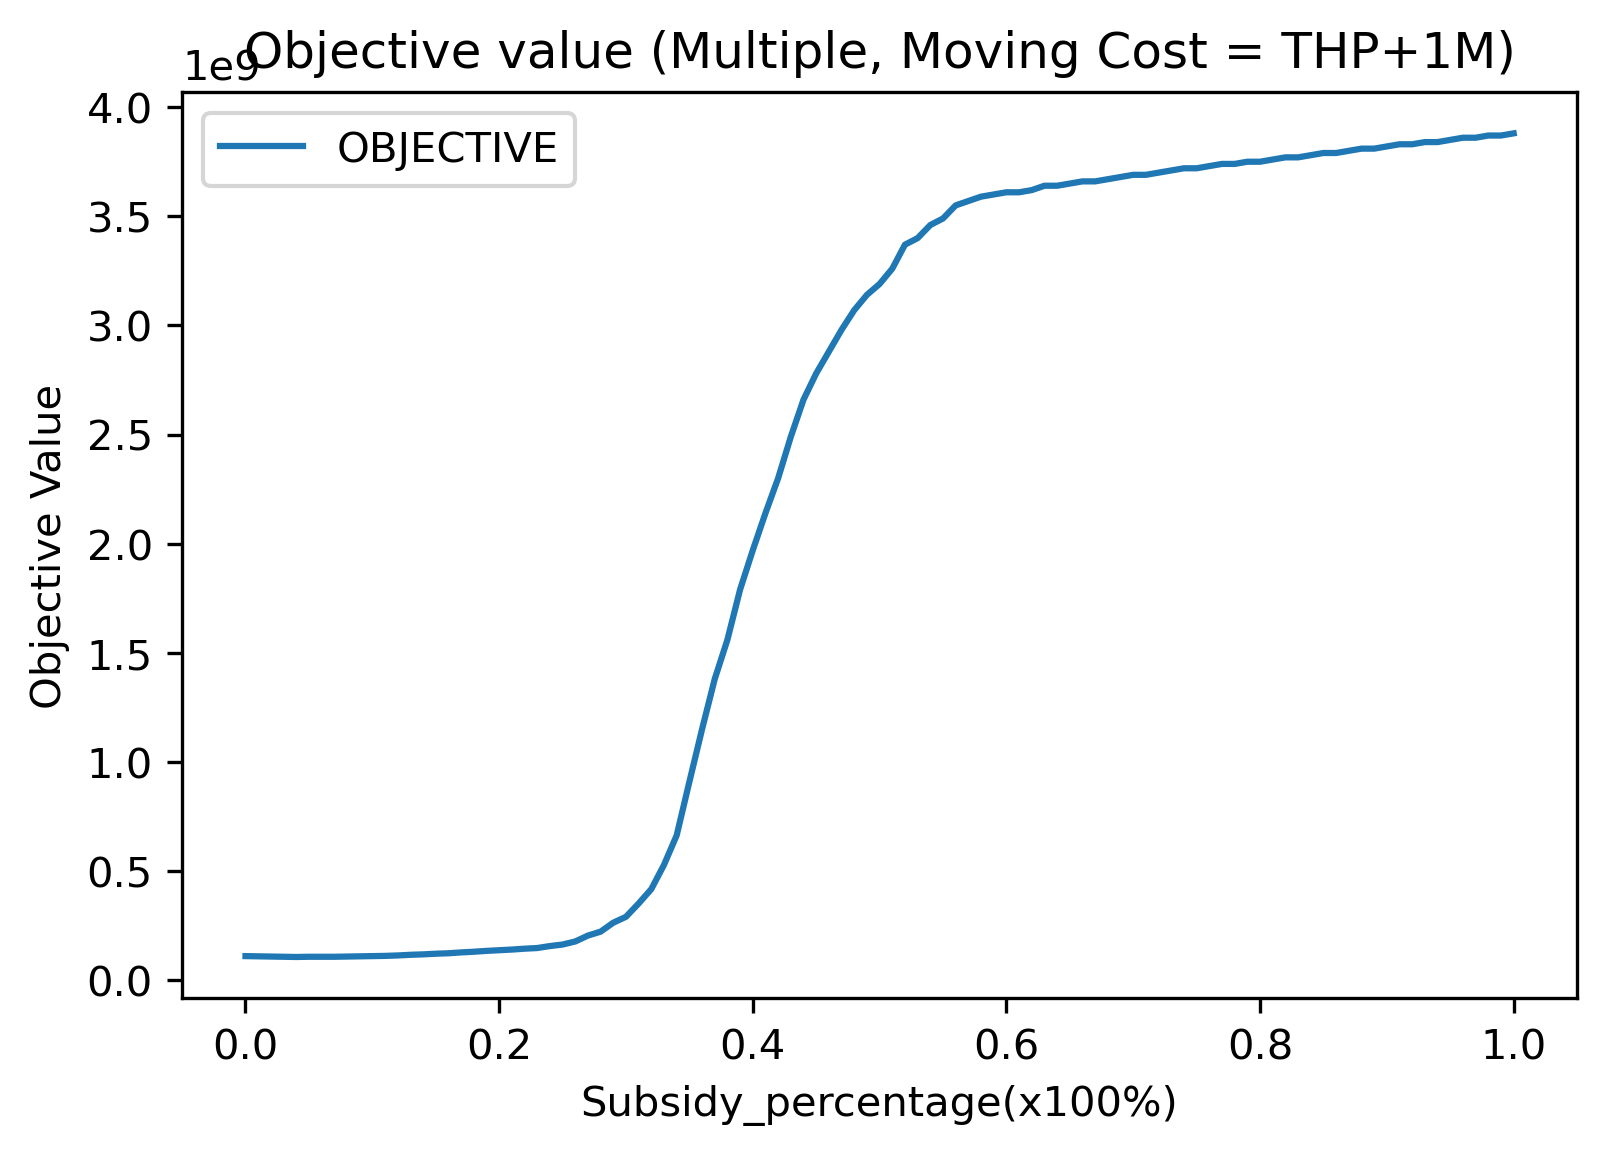 Objective value (Multiple, Moving Cost = THP+1M)
1e9
OBJECTIVE
4.0
3.5
3.0
2.5
2.0
1.5
1.0
0.5
0.0
Objective Value
0.0 0.2 0.4 0.6 0.8 1.0
Subsidy_percentage(x100%)